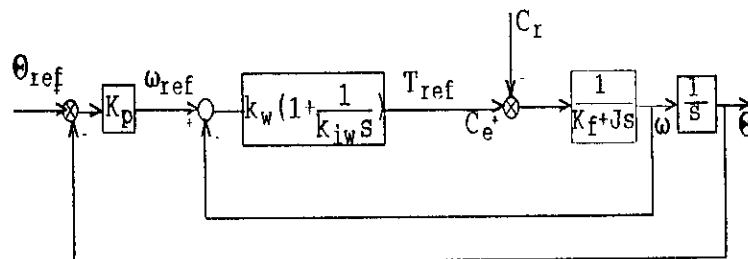 C_r
Θ_ref
ω_ref
T_ref
K_p
k_w(1+1/(k_iw s))
C_e
1/(K_f+Js)
ω
1/s
Θ
+
-
+
-
+
-